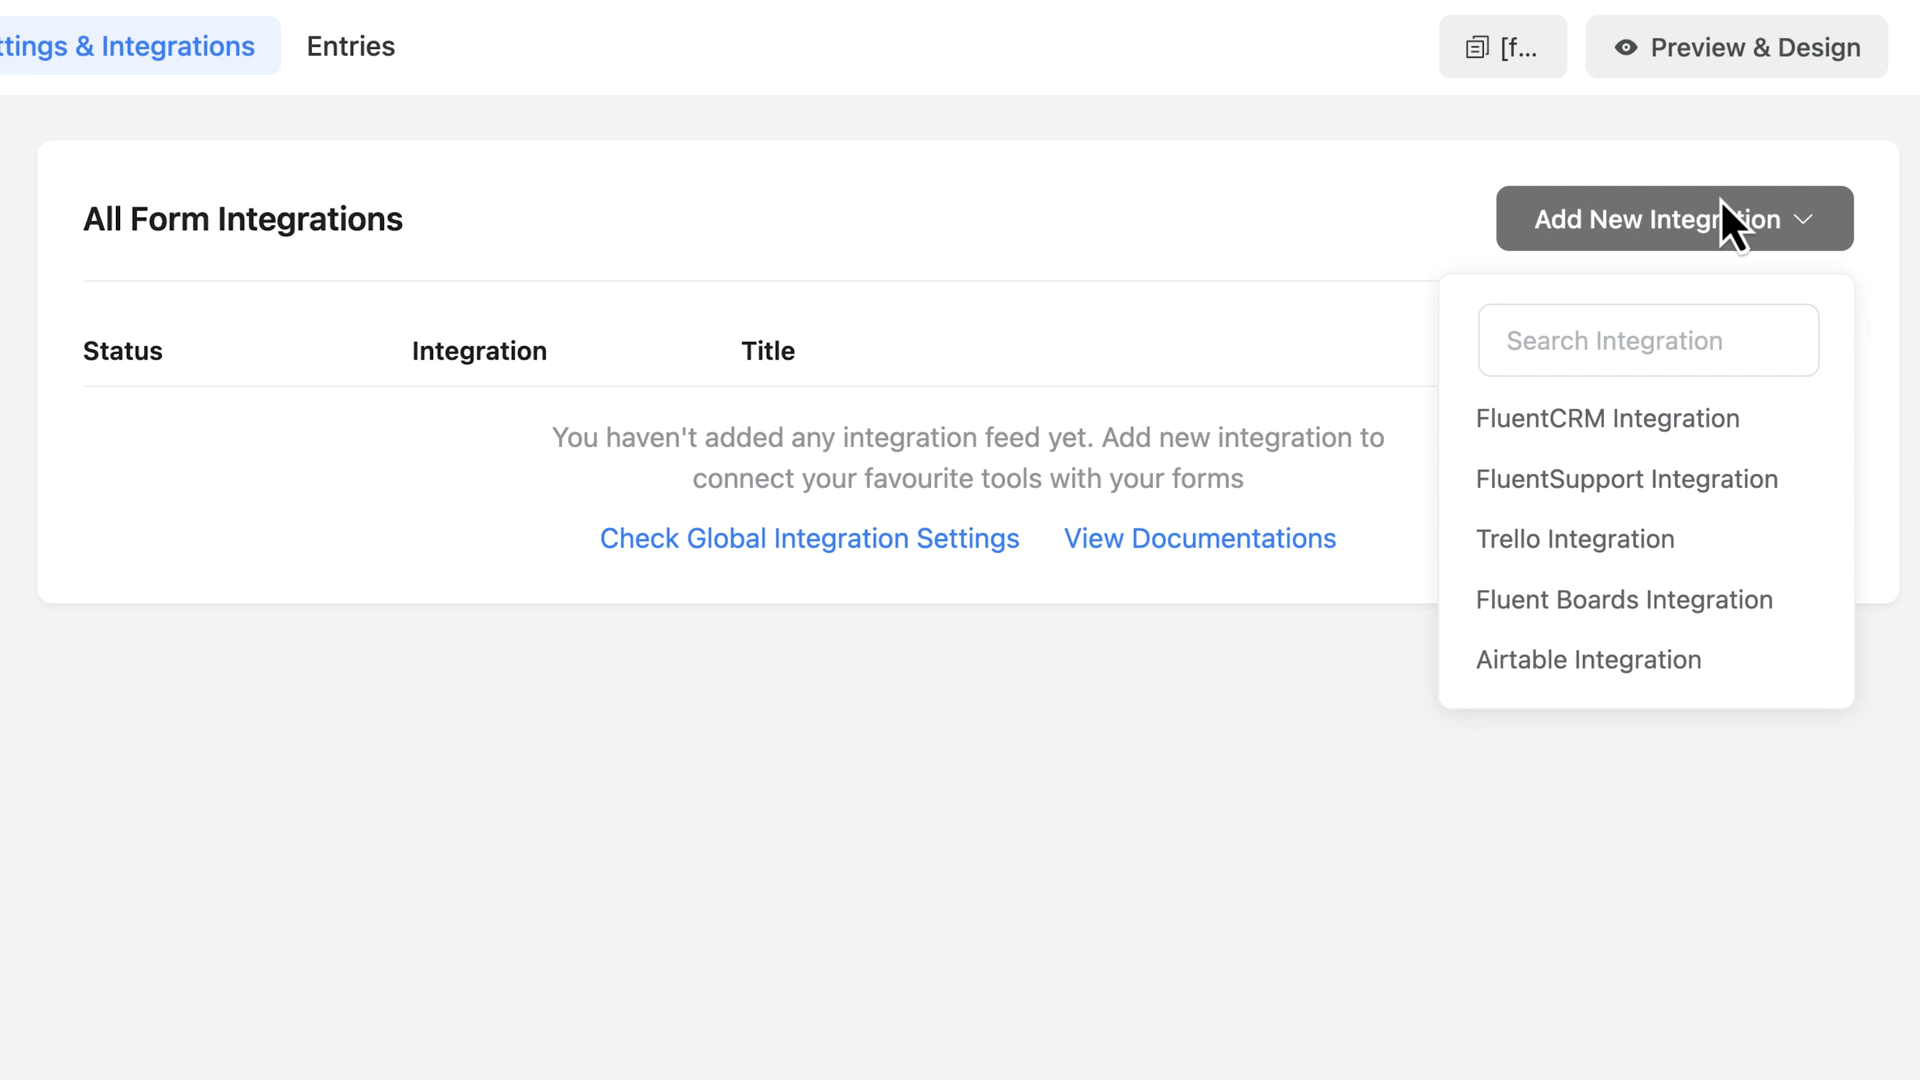 ttings & Integrations
Entries
[f...
Preview & Design
All Form Integrations
Add New Integration
Search Integration
Status
Integration
Title
FluentCRM Integration
You haven't added any integration feed yet. Add new integration to
connect your favourite tools with your forms
FluentSupport Integration
Check Global Integration Settings
View Documentations
Trello Integration
Fluent Boards Integration
Airtable Integration